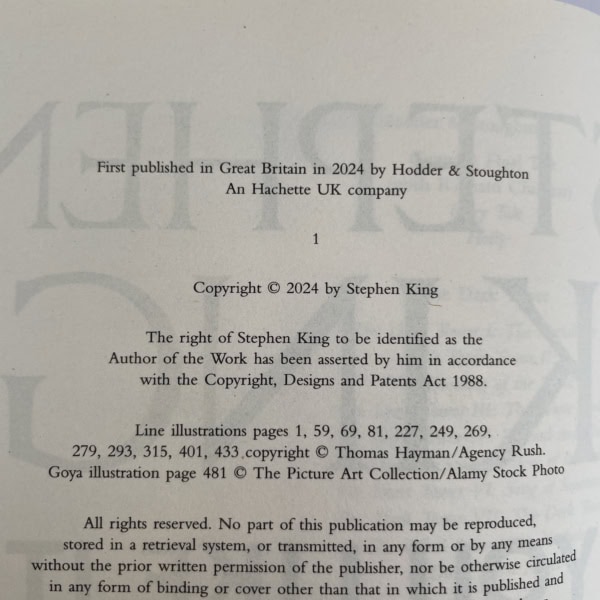 First published in Great Britain in 2024 by Hodder & Stoughton
An Hachette UK company
1
Copyright © 2024 by Stephen King
The right of Stephen King to be identified as the
Author of the Work has been asserted by him in accordance
with the Copyright, Designs and Patents Act 1988.
Line illustrations pages 1, 59, 69, 81, 227, 249, 269,
279, 293, 315, 401, 433 copyright © Thomas Hayman/Agency Rush.
Goya illustration page 481 © The Picture Art Collection/Alamy Stock Photo
All rights reserved. No part of this publication may be reproduced,
stored in a retrieval system, or transmitted, in any form or by any means
without the prior written permission of the publisher, nor be otherwise circulated
in any form of binding or cover other than that in which it is published and